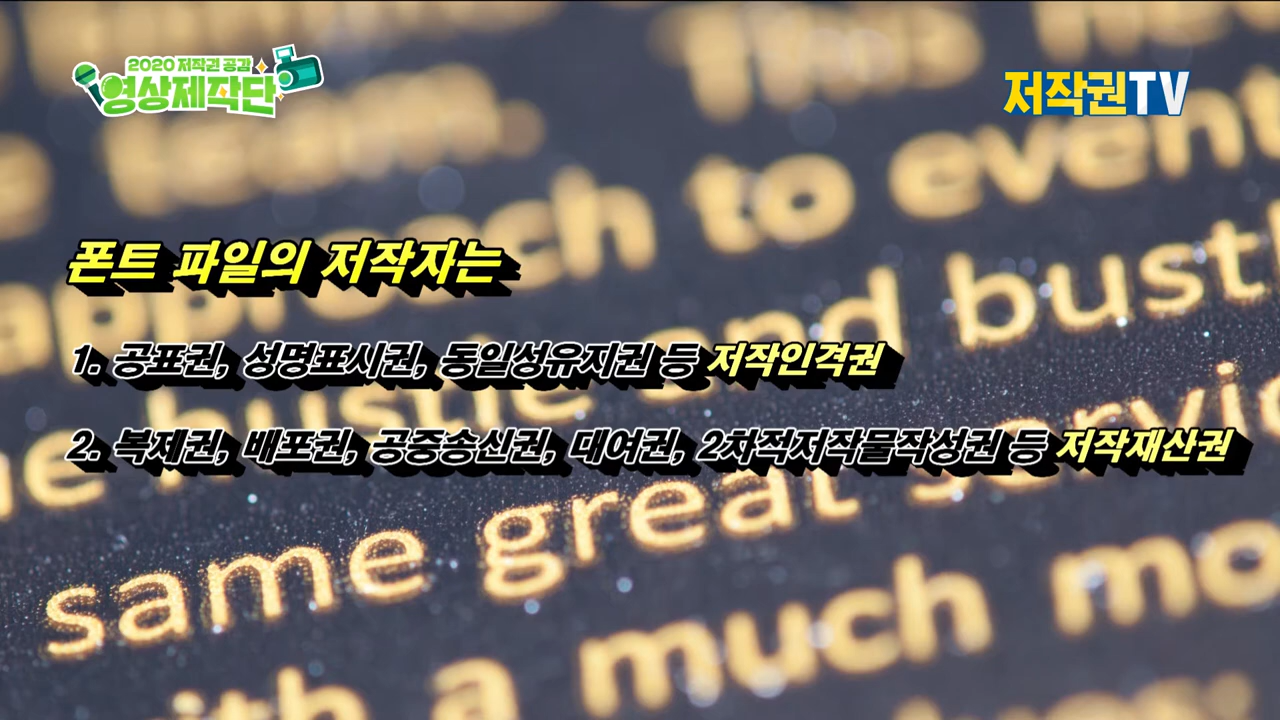 2020 저작권 공감
영상제작단
저작권TV
폰트 파일의 저작자는
1. 공표권, 성명표시권, 동일성유지권 등 저작인격권
2. 복제권, 배포권, 공중송신권, 대여권, 2차적저작물작성권 등 저작재산권
approach to event
bustle and bustl
same great servic
with a much mo